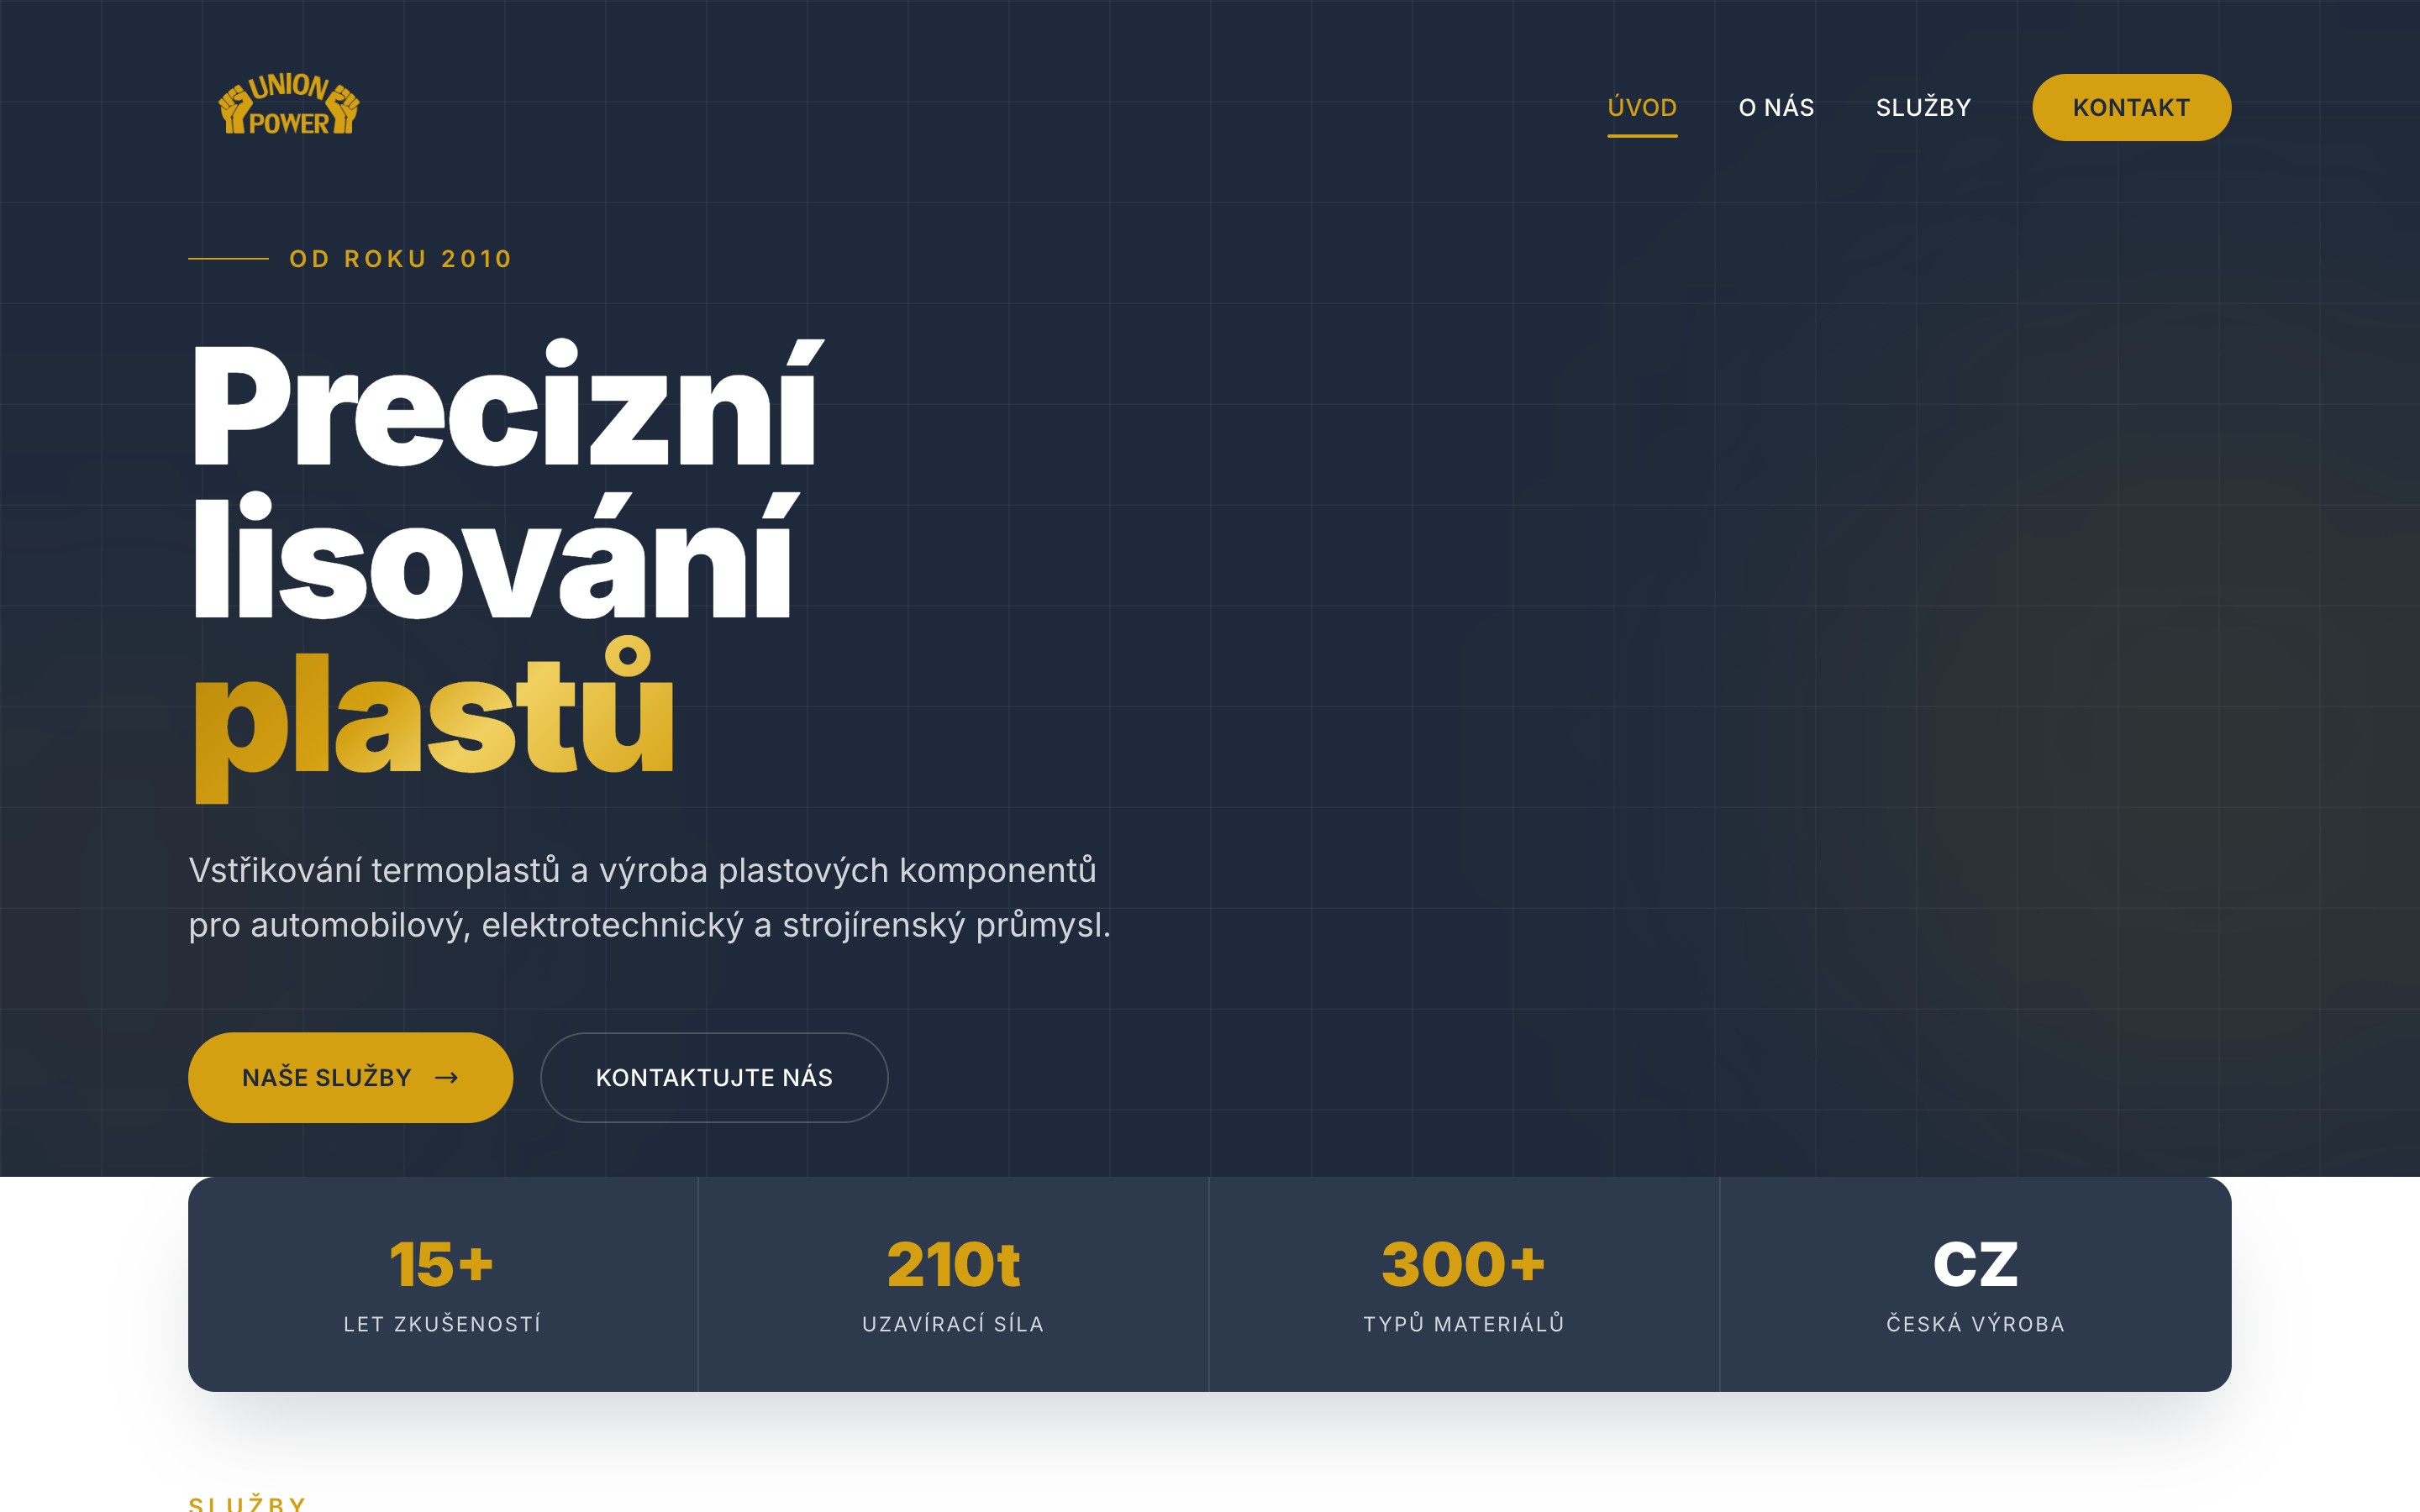 UNION
POWER
ÚVOD
O NÁS
SLUŽBY
KONTAKT
OD ROKU 2010
Precizní
lisování
plastů
Vstřikování termoplastů a výroba plastových komponentů
pro automobilový, elektrotechnický a strojírenský průmysl.
NAŠE SLUŽBY →
KONTAKTUJTE NÁS
15+
LET ZKUŠENOSTÍ
210t
UZAVÍRACÍ SÍLA
300+
TYPŮ MATERIÁLŮ
CZ
ČESKÁ VÝROBA
SLUŽBY